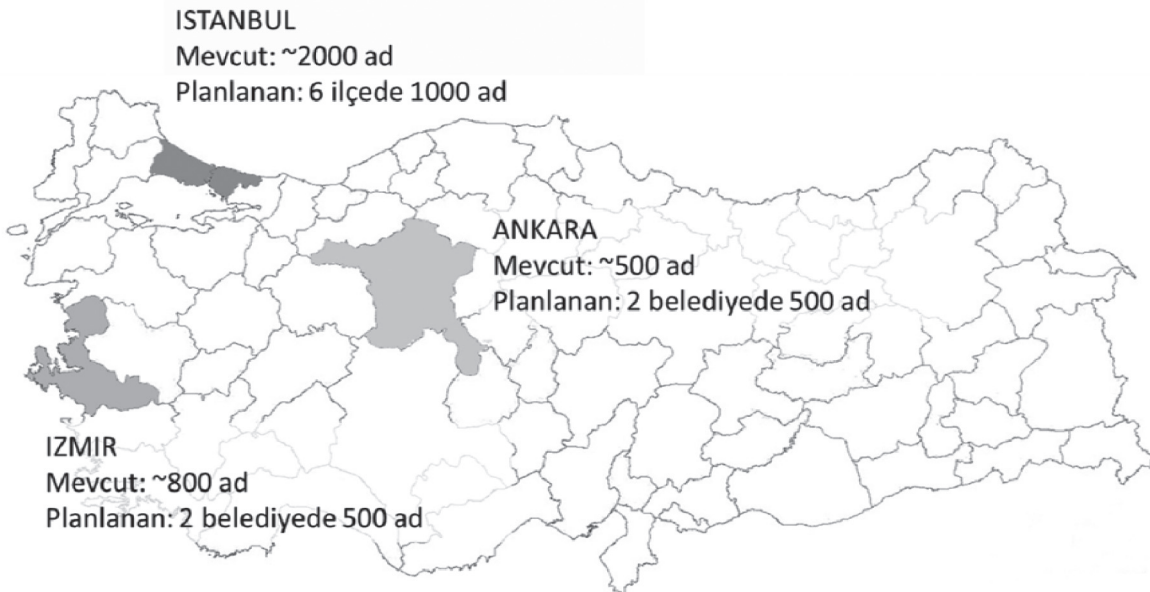 ISTANBUL
Mevcut: ~2000 ad
Planlanan: 6 ilçede 1000 ad
ANKARA
Mevcut: ~500 ad
Planlanan: 2 belediyede 500 ad
IZMIR
Mevcut: ~800 ad
Planlanan: 2 belediyede 500 ad